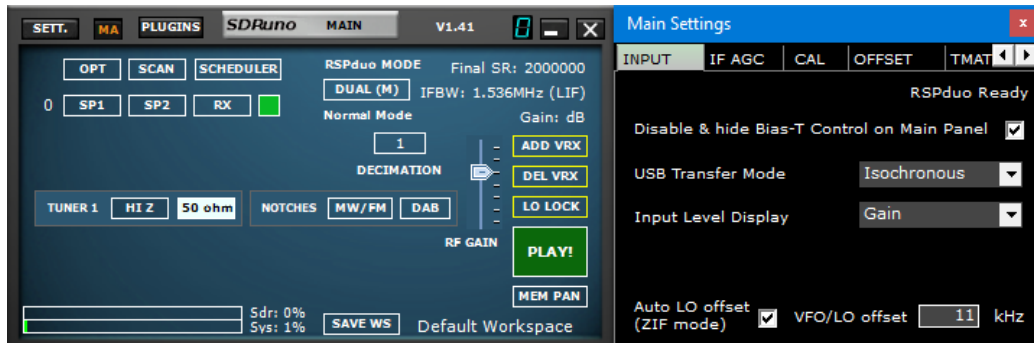 SETT. MA PLUGINS SDRuno MAIN V1.41 0
OPT SCAN SCHEDULER RSPduo MODE Final SR: 2000000
DUAL (M) IFBW: 1.536MHz (LIF)
0 SP1 SP2 RX Normal Mode Gain: dB
1 ADD VRX
DECIMATION DEL VRX
TUNER 1 HI Z 50 ohm NOTCHES MW/FM DAB LO LOCK
RF GAIN PLAY!
MEM PAN
Sdr: 0%
Sys: 1% SAVE WS Default Workspace
Main Settings x
INPUT IF AGC CAL OFFSET TMAT
RSPduo Ready
Disable & hide Bias-T Control on Main Panel
USB Transfer Mode Isochronous
Input Level Display Gain
Auto LO offset
(ZIF mode) VFO/LO offset 11 kHz